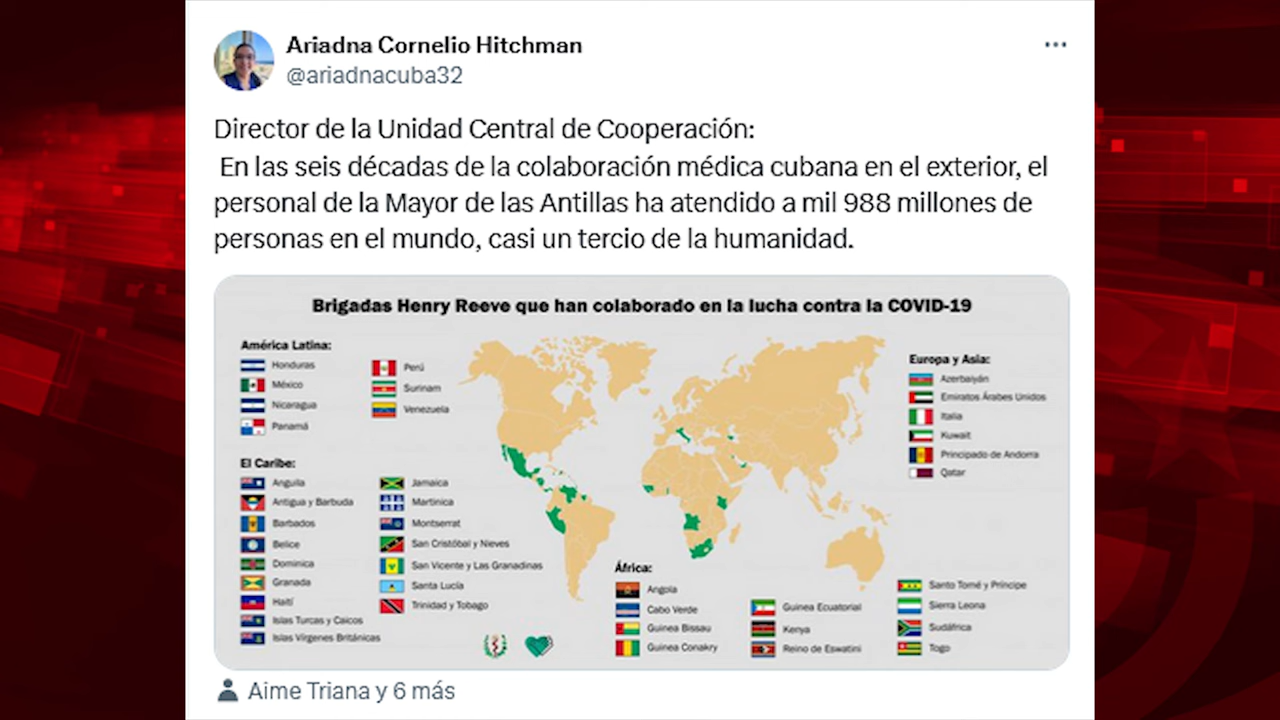 Ariadna Cornelio Hitchman
@ariadnacuba32
Director de la Unidad Central de Cooperación:
En las seis décadas de la colaboración médica cubana en el exterior, el
personal de la Mayor de las Antillas ha atendido a mil 988 millones de
personas en el mundo, casi un tercio de la humanidad.
Brigadas Henry Reeve que han colaborado en la lucha contra la COVID-19
América Latina:
Honduras
México
Nicaragua
Panamá
Perú
Surinam
Venezuela
El Caribe:
Anguila
Antigua y Barbuda
Barbados
Belice
Dominica
Granada
Haití
Islas Turcas y Caicos
Islas Vírgenes Británicas
Jamaica
Martinica
Montserrat
San Cristóbal y Nieves
San Vicente y Las Granadinas
Santa Lucía
Trinidad y Tobago
África:
Angola
Cabo Verde
Guinea Bissau
Guinea Conakry
Guinea Ecuatorial
Kenya
Reino de Eswatini
Santo Tomé y Príncipe
Sierra Leona
Sudáfrica
Togo
Europa y Asia:
Azerbaiyán
Emiratos Árabes Unidos
Italia
Kuwait
Principado de Andorra
Qatar
Aime Triana y 6 más